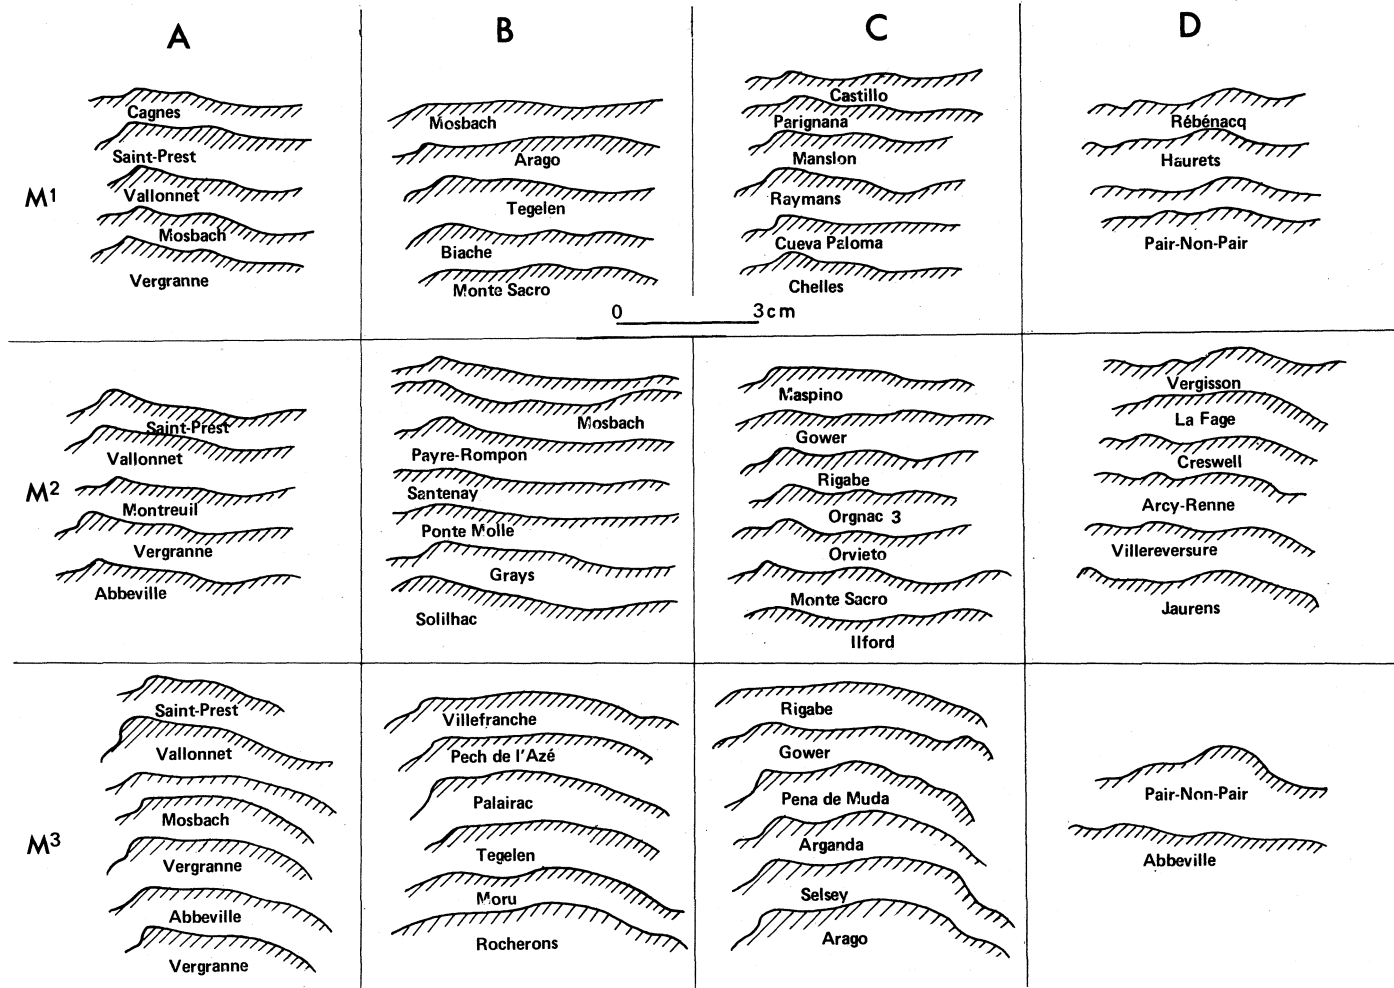 A
B
C
D
M1
Cagnes
Saint-Prest
Vallonnet
Mosbach
Vergranne
Mosbach
Arago
Tegelen
Biache
Monte Sacro
Castillo
Parignana
Manslon
Raymans
Cueva Paloma
Chelles
Rébénacq
Haurets
Pair-Non-Pair
0 3cm
M2
Saint-Prest
Vallonnet
Montreuil
Vergranne
Abbeville
Mosbach
Payre-Rompon
Santenay
Ponte Molle
Grays
Solilhac
Maspino
Gower
Rigabe
Orgnac 3
Orvieto
Monte Sacro
Ilford
Vergisson
La Fage
Creswell
Arcy-Renne
Villereversure
Jaurens
M3
Saint-Prest
Vallonnet
Mosbach
Vergranne
Abbeville
Vergranne
Villefranche
Pech de l'Azé
Palairac
Tegelen
Moru
Rocherons
Rigabe
Gower
Pena de Muda
Arganda
Selsey
Arago
Pair-Non-Pair
Abbeville